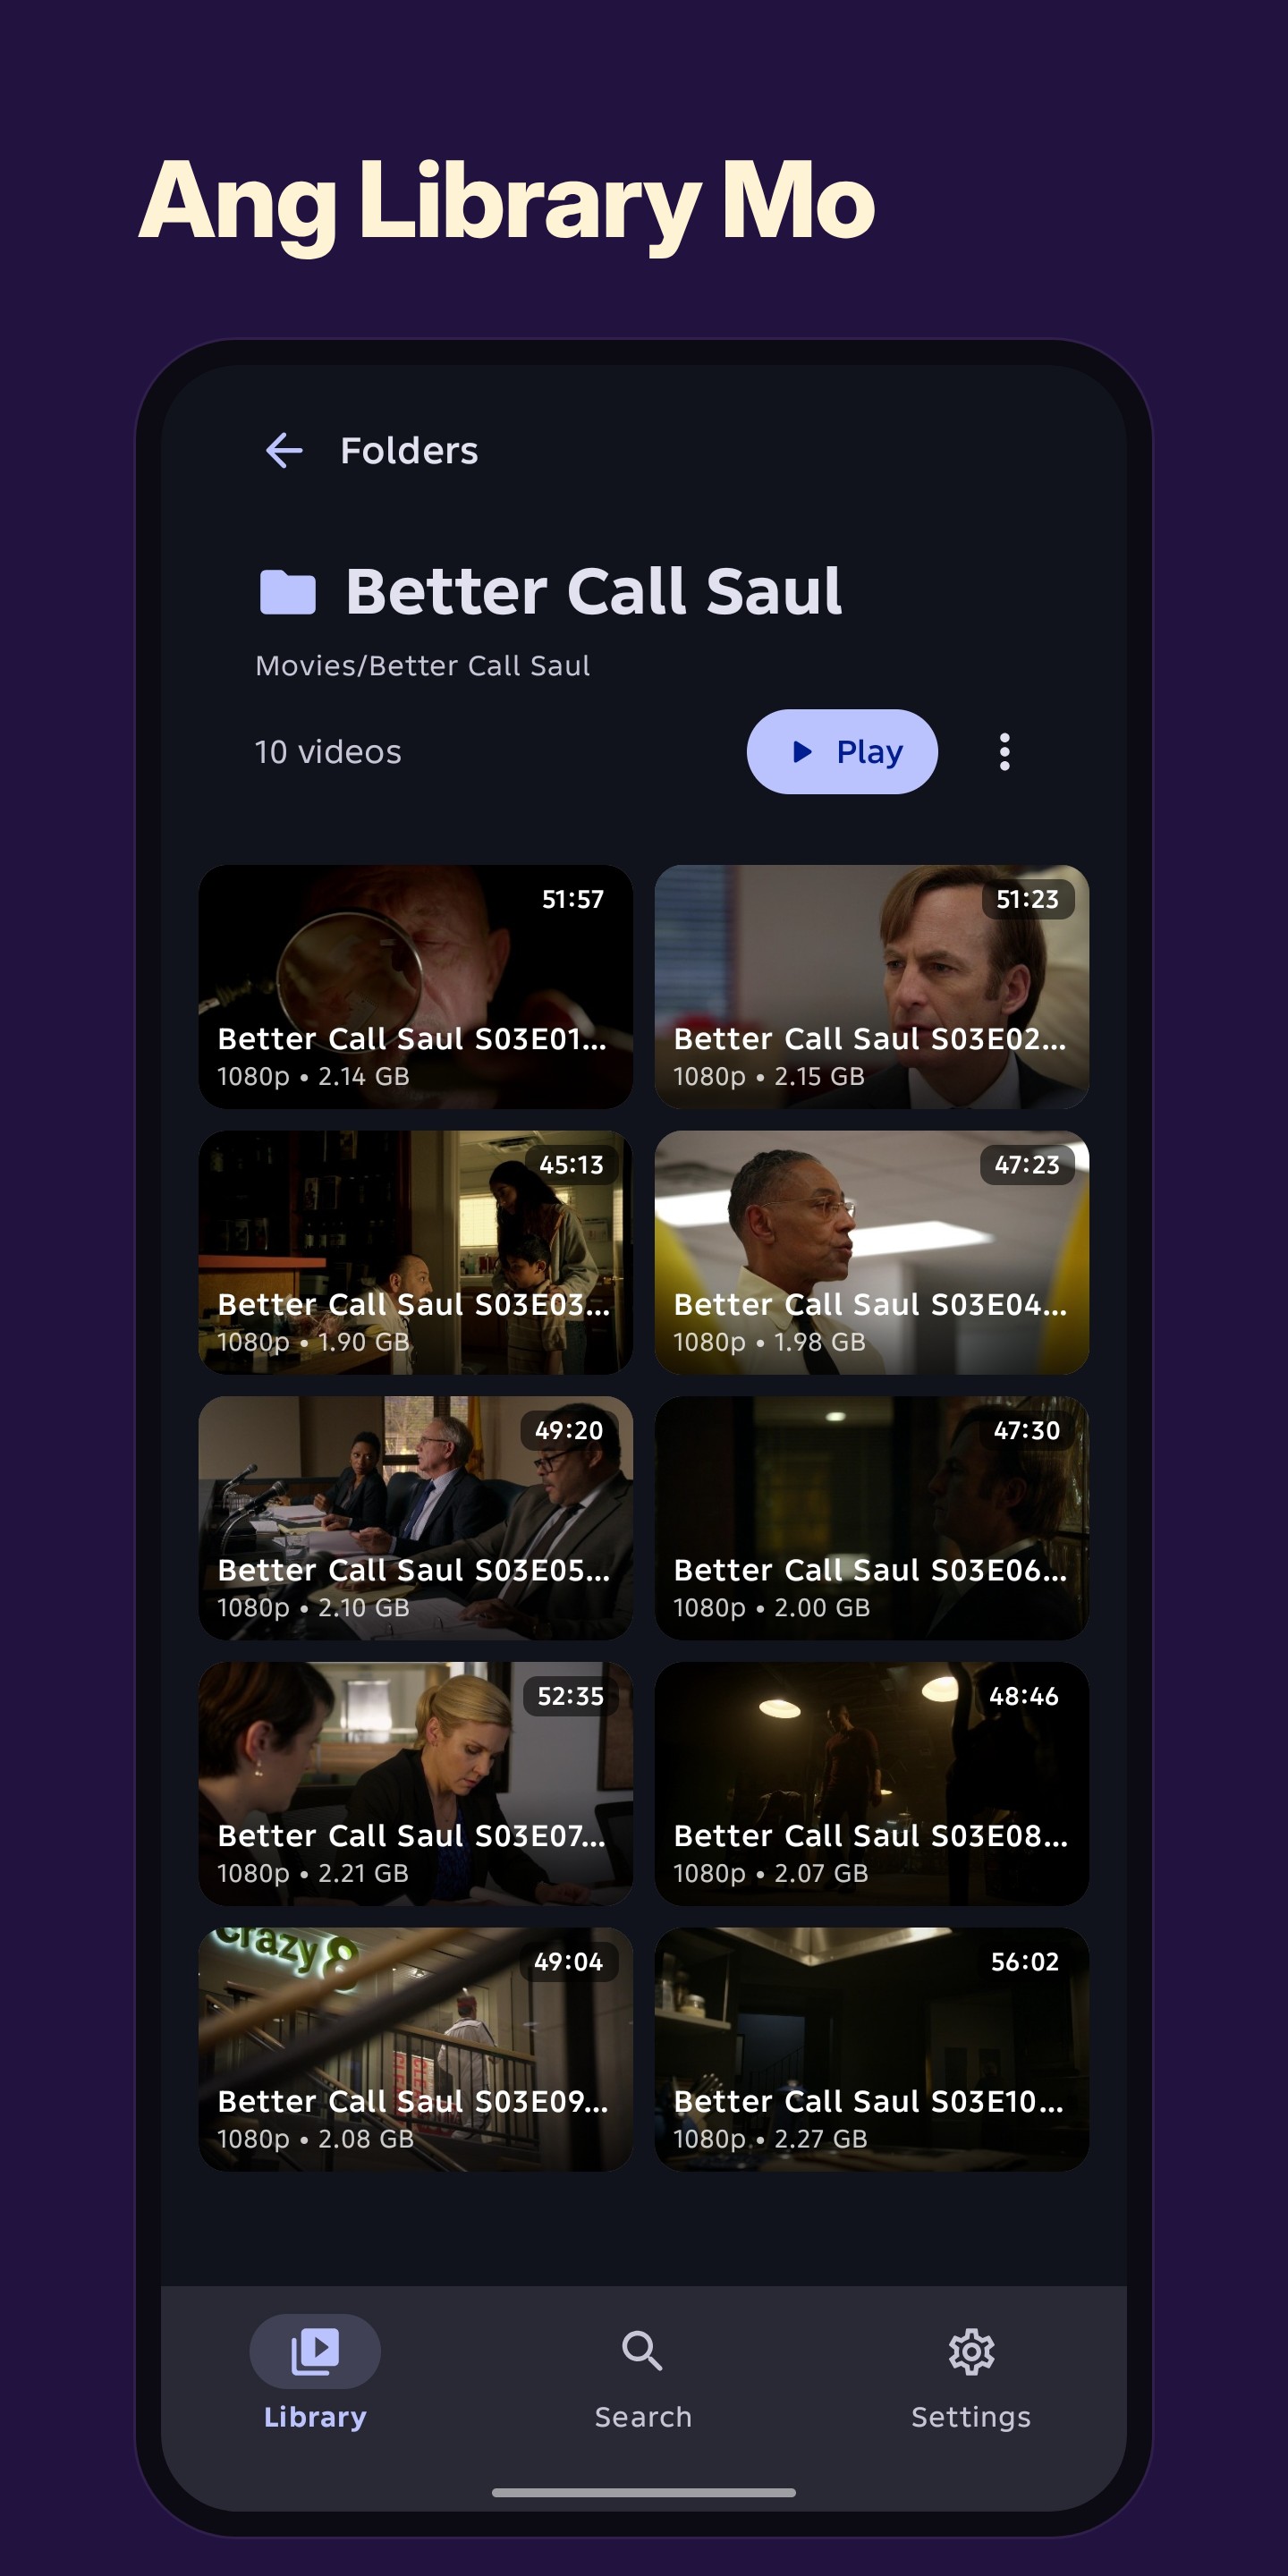 Ang Library Mo
Folders
Better Call Saul
Movies/Better Call Saul
10 videos
Play
51:57
Better Call Saul S03E01...
1080p • 2.14 GB
51:23
Better Call Saul S03E02...
1080p • 2.15 GB
45:13
Better Call Saul S03E03...
1080p • 1.90 GB
47:23
Better Call Saul S03E04...
1080p • 1.98 GB
49:20
Better Call Saul S03E05...
1080p • 2.10 GB
47:30
Better Call Saul S03E06...
1080p • 2.00 GB
52:35
Better Call Saul S03E07...
1080p • 2.21 GB
48:46
Better Call Saul S03E08...
1080p • 2.07 GB
crazy 8
49:04
Better Call Saul S03E09...
1080p • 2.08 GB
56:02
Better Call Saul S03E10...
1080p • 2.27 GB
Library
Search
Settings